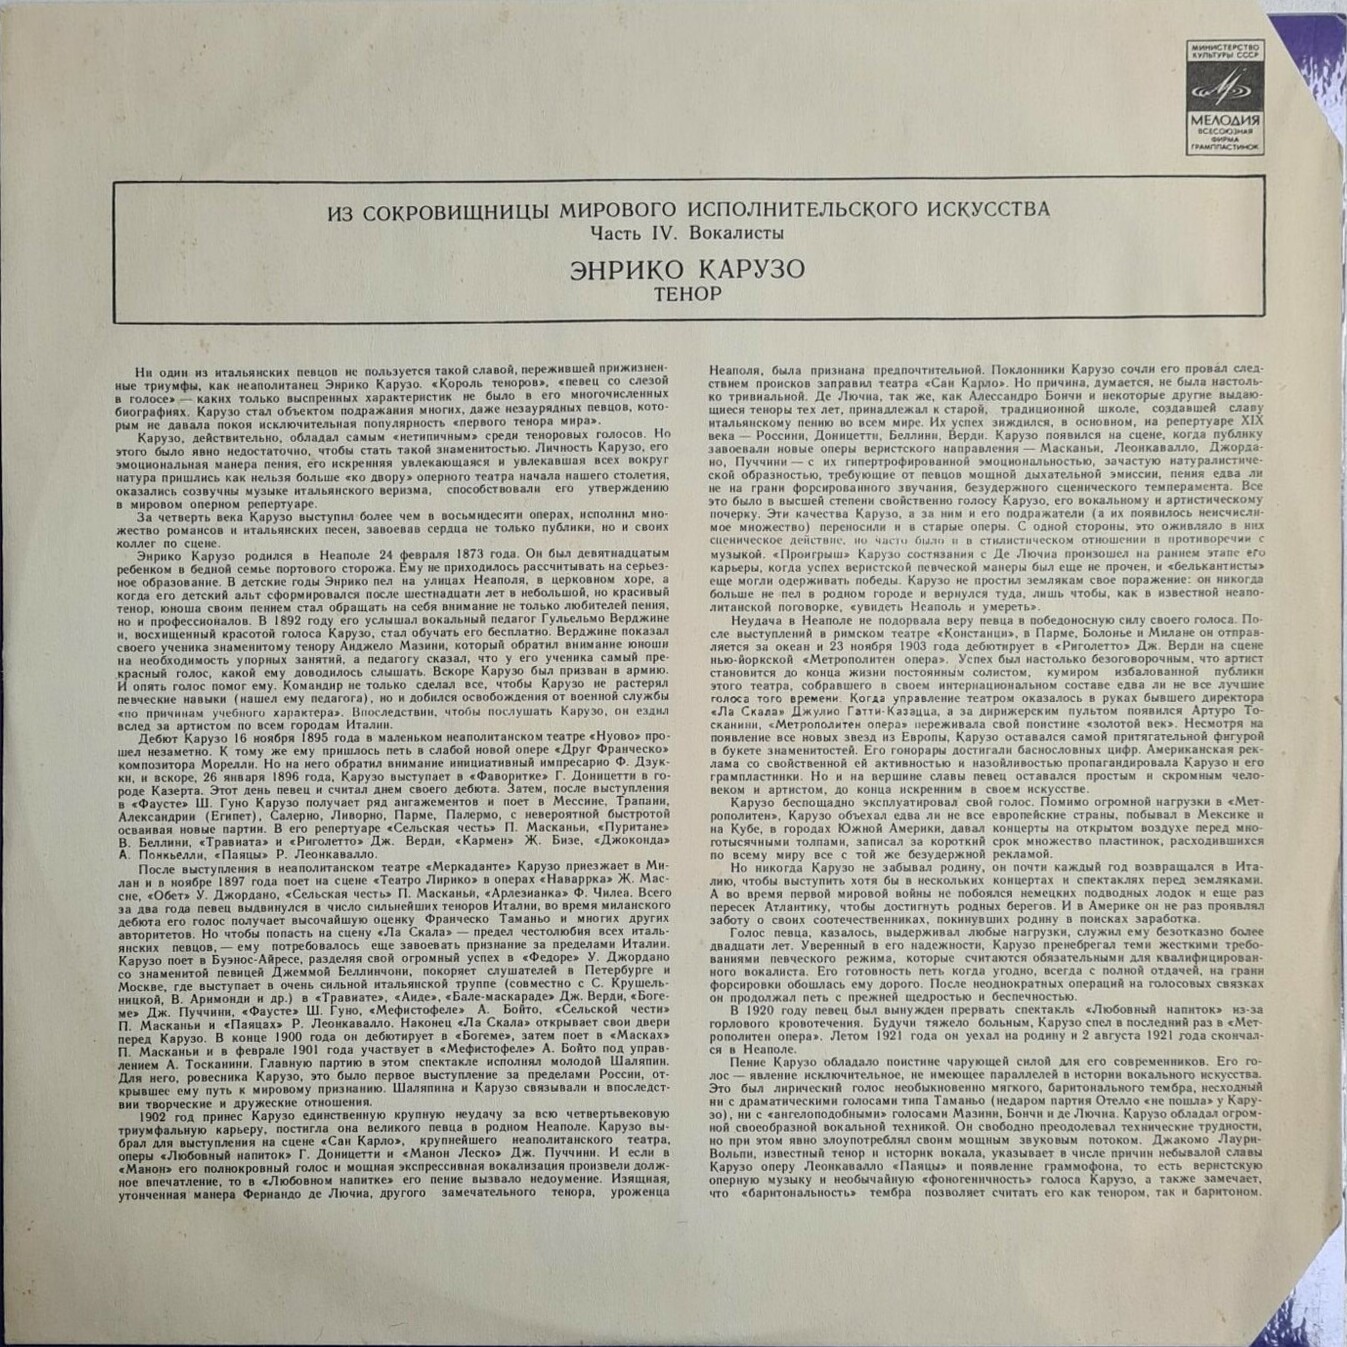 МИНИСТЕРСТВО
КУЛЬТУРЫ СССР
МЕЛОДИЯ
ВСЕСОЮЗНАЯ
ФИРМА
ГРАМПЛАСТИНОК
ИЗ СОКРОВИЩНИЦЫ МИРОВОГО ИСПОЛНИТЕЛЬСКОГО ИСКУССТВА
Часть IV. Вокалисты
ЭНРИКО КАРУЗО
ТЕНОР
Ни один из итальянских певцов не пользуется такой славой, пережившей прижизнен-
ные триумфы, как неаполитанец Энрико Карузо. «Король теноров», «певец со слезой
в голосе» — каких только выспренных характеристик не было в его многочисленных
биографиях. Карузо стал объектом подражания многих, даже незаурядных певцов, кото-
рым не давала покоя исключительная популярность «первого тенора мира».
Карузо, действительно, обладал самым «нетипичным» среди теноровых голосов. Но
этого было явно недостаточно, чтобы стать такой знаменитостью. Личность Карузо, его
эмоциональная манера пения, его искренняя увлекающаяся и увлекавшая всех вокруг
натура пришлись как нельзя больше «ко двору» оперного театра начала нашего столетия,
оказались созвучны музыке итальянского веризма, способствовали его утверждению
в мировом оперном репертуаре.
За четверть века Карузо выступил более чем в восьмидесяти операх, исполнил мно-
жество романсов и итальянских песен, завоевав сердца не только публики, но и своих
коллег по сцене.
Энрико Карузо родился в Неаполе 24 февраля 1873 года. Он был девятнадцатым
ребенком в бедной семье портового сторожа. Ему не приходилось рассчитывать на серьез-
ное образование. В детские годы Энрико пел на улицах Неаполя, в церковном хоре, а
когда его детский альт сформировался после шестнадцати лет в небольшой, но красивый
тенор, юноша своим пением стал обращать на себя внимание не только любителей пения,
но и профессионалов. В 1892 году его услышал вокальный педагог Гульельмо Верджине
и, восхищенный красотой голоса Карузо, стал обучать его бесплатно. Верджине показал
своего ученика знаменитому тенору Анджело Мазини, который обратил внимание юноши
на необходимость упорных занятий, а педагогу сказал, что у его ученика самый пре-
красный голос, какой ему доводилось слышать. Вскоре Карузо был призван в армию.
И опять голос помог ему. Командир не только сделал все, чтобы Карузо не растерял
певческие навыки (нашел ему педагога), но и добился освобождения от военной службы
«по причинам учебного характера». Впоследствии, чтобы послушать Карузо, он ездил
вслед за артистом по всем городам Италии.
Дебют Карузо 16 ноября 1895 года в маленьком неаполитанском театре «Нуово» про-
шел незаметно. К тому же ему пришлось петь в слабой новой опере «Друг Франческо»
композитора Морелли. Но на него обратил внимание инициативный импресарио Ф. Дзук-
ки, и вскоре, 26 января 1896 года, Карузо выступает в «Фаворитке» Г. Доницетти в го-
роде Казерта. Этот день певец и считал днем своего дебюта. Затем, после выступления
в «Фаусте» Ш. Гуно Карузо получает ряд ангажементов и поет в Мессине, Трапани,
Александрии (Египет), Салерно, Ливорно, Парме, Палермо, с невероятной быстротой
осваивая новые партии. В его репертуаре «Сельская честь» П. Масканьи, «Пуритане»
В. Беллини, «Травиата» и «Риголетто» Дж. Верди, «Кармен» Ж. Бизе, «Джоконда»
А. Понкьелли, «Паяцы» Р. Леонкавалло.
После выступления в неаполитанском театре «Меркаданте» Карузо приезжает в Ми-
лан и в ноябре 1897 года поет на сцене «Театро Лирико» в операх «Наваррка» Ж. Мас-
сне, «Обет» У. Джордано, «Сельская честь» П. Масканьи, «Арлезианка» Ф. Чилеа. Всего
за два года певец выдвинулся в число сильнейших теноров Италии, во время миланского
дебюта его голос получает высочайшую оценку Франческо Таманьо и многих других
авторитетов. Но чтобы попасть на сцену «Ла Скала» — предел честолюбия всех италь-
янских певцов, — ему потребовалось еще завоевать признание за пределами Италии.
Карузо поет в Буэнос-Айресе, разделяя свой огромный успех в «Федоре» У. Джордано
со знаменитой певицей Джеммой Беллинчони, покоряет слушателей в Петербурге и
Москве, где выступает в очень сильной итальянской труппе (совместно с С. Крушель-
ницкой, В. Аримонди и др.) в «Травиате», «Аиде», «Бале-маскараде» Дж. Верди, «Боге-
ме» Дж. Пуччини, «Фаусте» Ш. Гуно, «Мефистофеле» А. Бойто, «Сельской чести»
П. Масканьи и «Паяцах» Р. Леонкавалло. Наконец «Ла Скала» открывает свои двери
перед Карузо. В конце 1900 года он дебютирует в «Богеме», затем поет в «Масках»
П. Масканьи и в феврале 1901 года участвует в «Мефистофеле» А. Бойто под управ-
лением А. Тосканини. Главную партию в этом спектакле исполнял молодой Шаляпин.
Для него, ровесника Карузо, это было первое выступление за пределами России, от-
крывшее ему путь к мировому признанию. Шаляпина и Карузо связывали и впоследст-
вии творческие и дружеские отношения.
1902 год принес Карузо единственную крупную неудачу за всю четвертьвековую
триумфальную карьеру, постигла она великого певца в родном Неаполе. Карузо вы-
брал для выступления на сцене «Сан Карло», крупнейшего неаполитанского театра,
оперы «Любовный напиток» Г. Доницетти и «Манон Леско» Дж. Пуччини. И если в
«Манон» его полнокровный голос и мощная экспрессивная вокализация произвели долж-
ное впечатление, то в «Любовном напитке» его пение вызвало недоумение. Изящная,
утонченная манера Фернандо де Лючиа, другого замечательного тенора, уроженца
Неаполя, была признана предпочтительной. Поклонники Карузо сочли его провал след-
ствием происков заправил театра «Сан Карло». Но причина, думается, не была настоль-
ко тривиальной. Де Лючиа, так же, как Алессандро Бончи и некоторые другие выдаю-
щиеся теноры тех лет, принадлежал к старой, традиционной школе, создавшей славу
итальянскому пению во всем мире. Их успех зиждился, в основном, на репертуаре XIX
века — Россини, Доницетти, Беллини, Верди. Карузо появился на сцене, когда публику
завоевали новые оперы веристского направления — Масканьи, Леонкавалло, Джорда-
но, Пуччини — с их гипертрофированной эмоциональностью, зачастую натуралистиче-
ской образностью, требующие от певцов мощной дыхательной эмиссии, пения едва ли
не на грани форсированного звучания, безудержного сценического темперамента. Все
это было в высшей степени свойственно голосу Карузо, его вокальному и артистическому
почерку. Эти качества Карузо, а за ним и его подражатели (а их появилось неисчисли-
мое множество) переносили и в старые оперы. С одной стороны, это оживляло в них
сценическое действие, но часто было и в стилистическом отношении в противоречии с
музыкой. «Проигрыш» Карузо состязания с Де Лючиа произошел на раннем этапе его
карьеры, когда успех веристской певческой манеры был еще не прочен, и «бельканτисты»
еще могли одерживать победы. Карузо не простил землякам свое поражение: он никогда
больше не пел в родном городе и вернулся туда, лишь чтобы, как в известной неапо-
литанской поговорке, «увидеть Неаполь и умереть».
Неудача в Неаполе не подорвала веру певца в победоносную силу своего голоса. По-
сле выступлений в римском театре «Констанци», в Парме, Болонье и Милане он отправ-
ляется за океан и 23 ноября 1903 года дебютирует в «Риголетто» Дж. Верди на сцене
нью-йоркской «Метрополитен опера». Успех был настолько безоговорочным, что артист
становится до конца жизни постоянным солистом, кумиром избалованной публики
этого театра, собравшего в своем интернациональном составе едва ли не все лучшие
голоса того времени. Когда управление театром оказалось в руках бывшего директора
«Ла Скала» Джулио Гатти-Казацца, а за дирижерским пультом появился Артуро То-
сканини, «Метрополитен опера» переживала свой поистине «золотой век». Несмотря на
появление все новых звезд из Европы, Карузо оставался самой притягательной фигурой
в букете знаменитостей. Его гонорары достигали баснословных цифр. Американская рек-
лама со свойственной ей активностью и назойливостью пропагандировала Карузо и его
грампластинки. Но и на вершине славы певец оставался простым и скромным чело-
веком и артистом, до конца искренним в своем искусстве.
Карузо беспощадно эксплуатировал свой голос. Помимо огромной нагрузки в «Мет-
рополитен», Карузо объехал едва ли не все европейские страны, побывал в Мексике и
на Кубе, в городах Южной Америки, давал концерты на открытом воздухе перед мно-
готысячными толпами, записал за короткий срок множество пластинок, расходившихся
по всему миру все с той же безудержной рекламой.
Но никогда Карузо не забывал родину, он почти каждый год возвращался в Ита-
лию, чтобы выступить хотя бы в нескольких концертах и спектаклях перед земляками.
А во время первой мировой войны не побоялся немецких подводных лодок и еще раз
пересек Атлантику, чтобы достигнуть родных берегов. И в Америке он не раз проявлял
заботу о своих соотечественниках, покинувших родину в поисках заработка.
Голос певца, казалось, выдерживал любые нагрузки, служил ему безотказно более
двадцати лет. Уверенный в его надежности, Карузо пренебрегал теми жесткими требо-
ваниями певческого режима, которые считаются обязательными для квалифицирован-
ного вокалиста. Его готовность петь когда угодно, всегда с полной отдачей, на грани
форсировки обошлась ему дорого. После неоднократных операций на голосовых связках
он продолжал петь с прежней щедростью и беспечностью.
В 1920 году певец был вынужден прервать спектакль «Любовный напиток» из-за
горлового кровотечения. Будучи тяжело больным, Карузо спел в последний раз в «Мет-
рополитен опера». Летом 1921 года он уехал на родину и 2 августа 1921 года скончал-
ся в Неаполе.
Пение Карузо обладало поистине чарующей силой для его современников. Его го-
лос — явление исключительное, не имеющее параллелей в истории вокального искусства.
Это был лирический голос необыкновенно мягкого, баритонального тембра, несходный
ни с драматическими голосами типа Таманьо (недаром партия Отелло «не пошла» у Кару-
зо), ни с «ангелоподобными» голосами Мазини, Бончи и де Лючиа. Карузо обладал огром-
ной своеобразной вокальной техникой. Он свободно преодолевал технические трудности,
но при этом явно злоупотреблял своим мощным звуковым потоком. Джакомо Лаури-
Вольпи, известный тенор и историк вокала, указывает в числе причин небывалой славы
Карузо оперу Леонкавалло «Паяцы» и появление граммофона, то есть веристскую
оперную музыку и необычайную «фоногеничность» голоса Карузо, а также замечает,
что «баритональность» тембра позволяет считать его как тенором, так и баритоном.